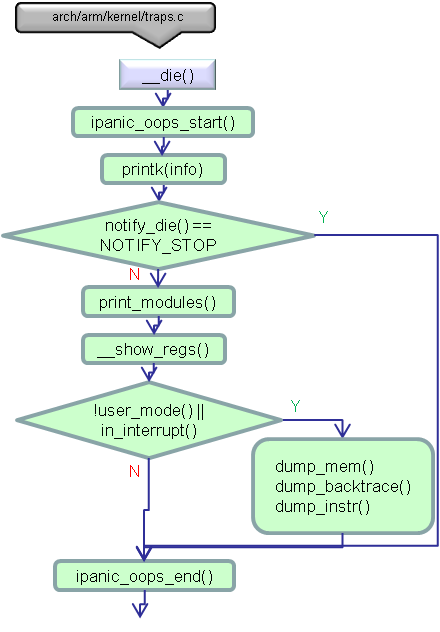 arch/arm/kernel/traps.c
__die()
ipanic_oops_start()
printk(info)
notify_die() ==
NOTIFY_STOP
Y
N
print_modules()
__show_regs()
!user_mode() ||
in_interrupt()
Y
N
dump_mem()
dump_backtrace()
dump_instr()
ipanic_oops_end()